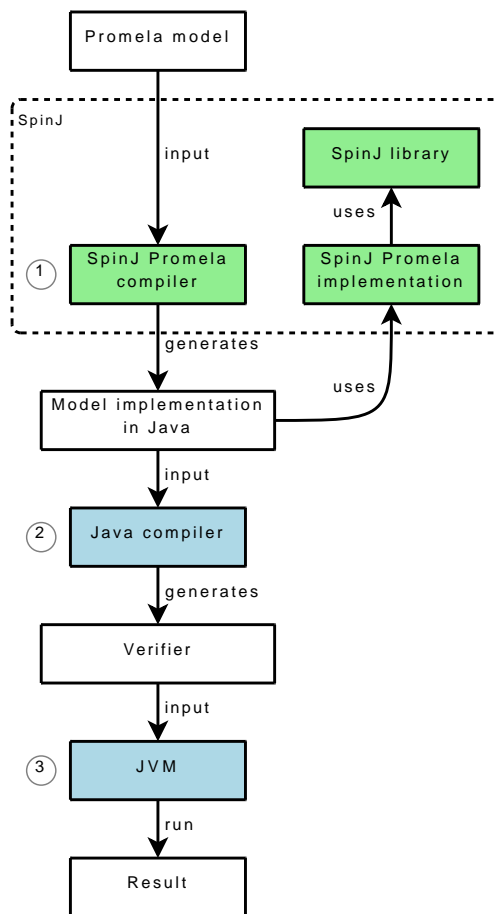 Promela model
SpinJ
input
SpinJ library
uses
1
SpinJ Promela
compiler
SpinJ Promela
implementation
generates
uses
Model implementation
in Java
input
2
Java compiler
generates
Verifier
input
3
JVM
run
Result